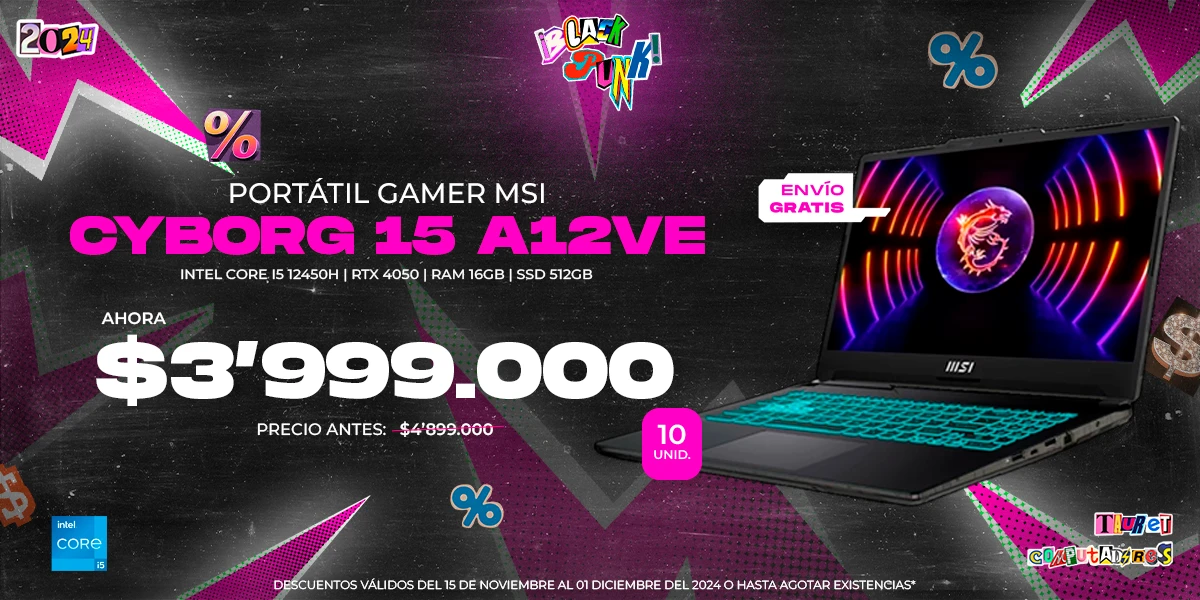 2024
¡BLACK
PUNK!
%
%
PORTÁTIL GAMER MSI
CYBORG 15 A12VE
INTEL CORE I5 12450H | RTX 4050 | RAM 16GB | SSD 512GB
ENVÍO
GRATIS
AHORA
$3'999.000
PRECIO ANTES: $4'899.000
10
UNID.
msi
$
$
%
intel
CORE
i5
TAURET
COMPUTADORES
DESCUENTOS VÁLIDOS DEL 15 DE NOVIEMBRE AL 01 DICIEMBRE DEL 2024 O HASTA AGOTAR EXISTENCIAS*